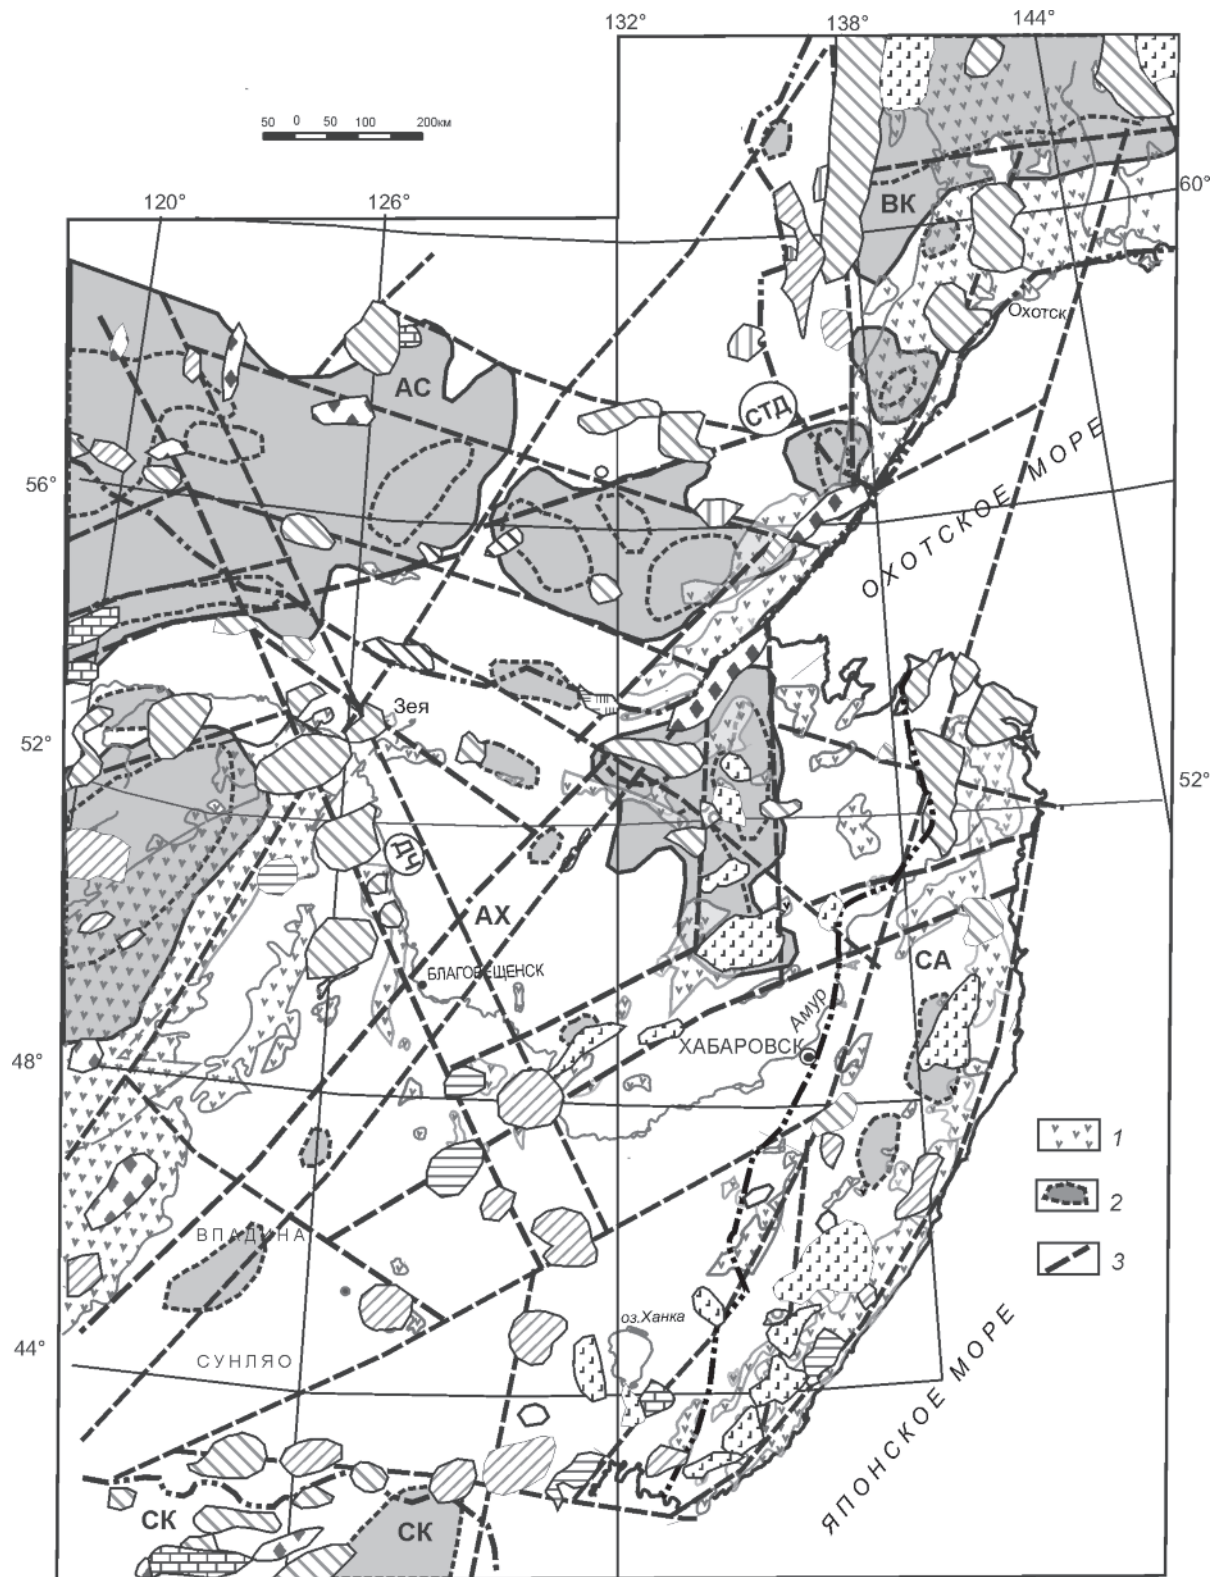 132° 138° 144°
50 0 50 100 200км
120° 126°
60°
ВК
Охотск
АС
СТД
56°
ОХОТСКОЕ МОРЕ
Зея
52°
52°
ДЧ
АХ
СА
БЛАГОВЕЩЕНСК
Амур
ХАБАРОВСК
48°
1
2
ВПАДИНА
3
оз.Ханка
44°
СУНЛЯО
ЯПОНСКОЕ МОРЕ
СК
СК